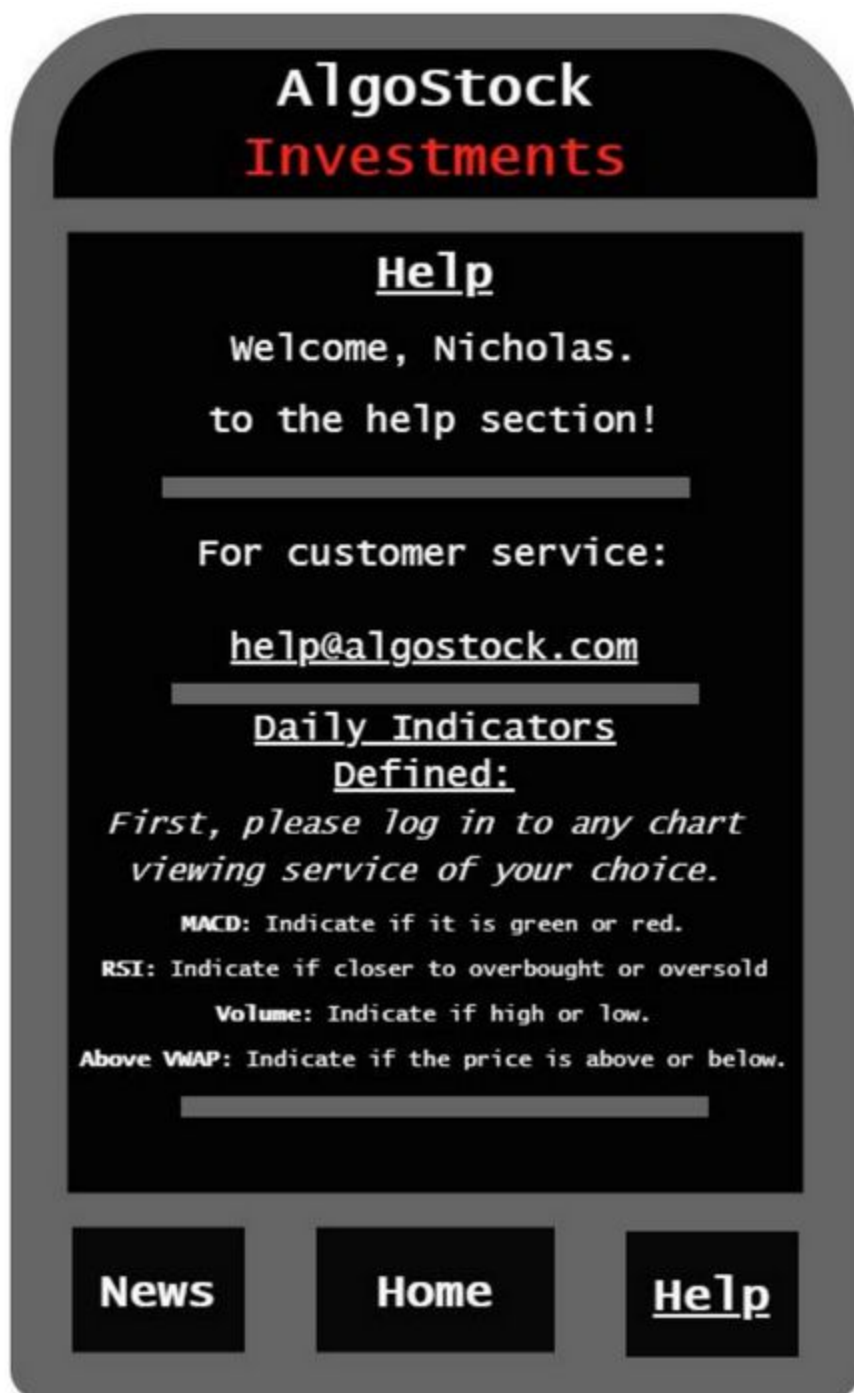 AlgoStock
Investments
Help
Welcome, Nicholas.
to the help section!
For customer service:
help@algostock.com
Daily Indicators
Defined:
First, please log in to any chart
viewing service of your choice.
MACD: Indicate if it is green or red.
RSI: Indicate if closer to overbought or oversold
Volume: Indicate if high or low.
Above VWAP: Indicate if the price is above or below.
News
Home
Help